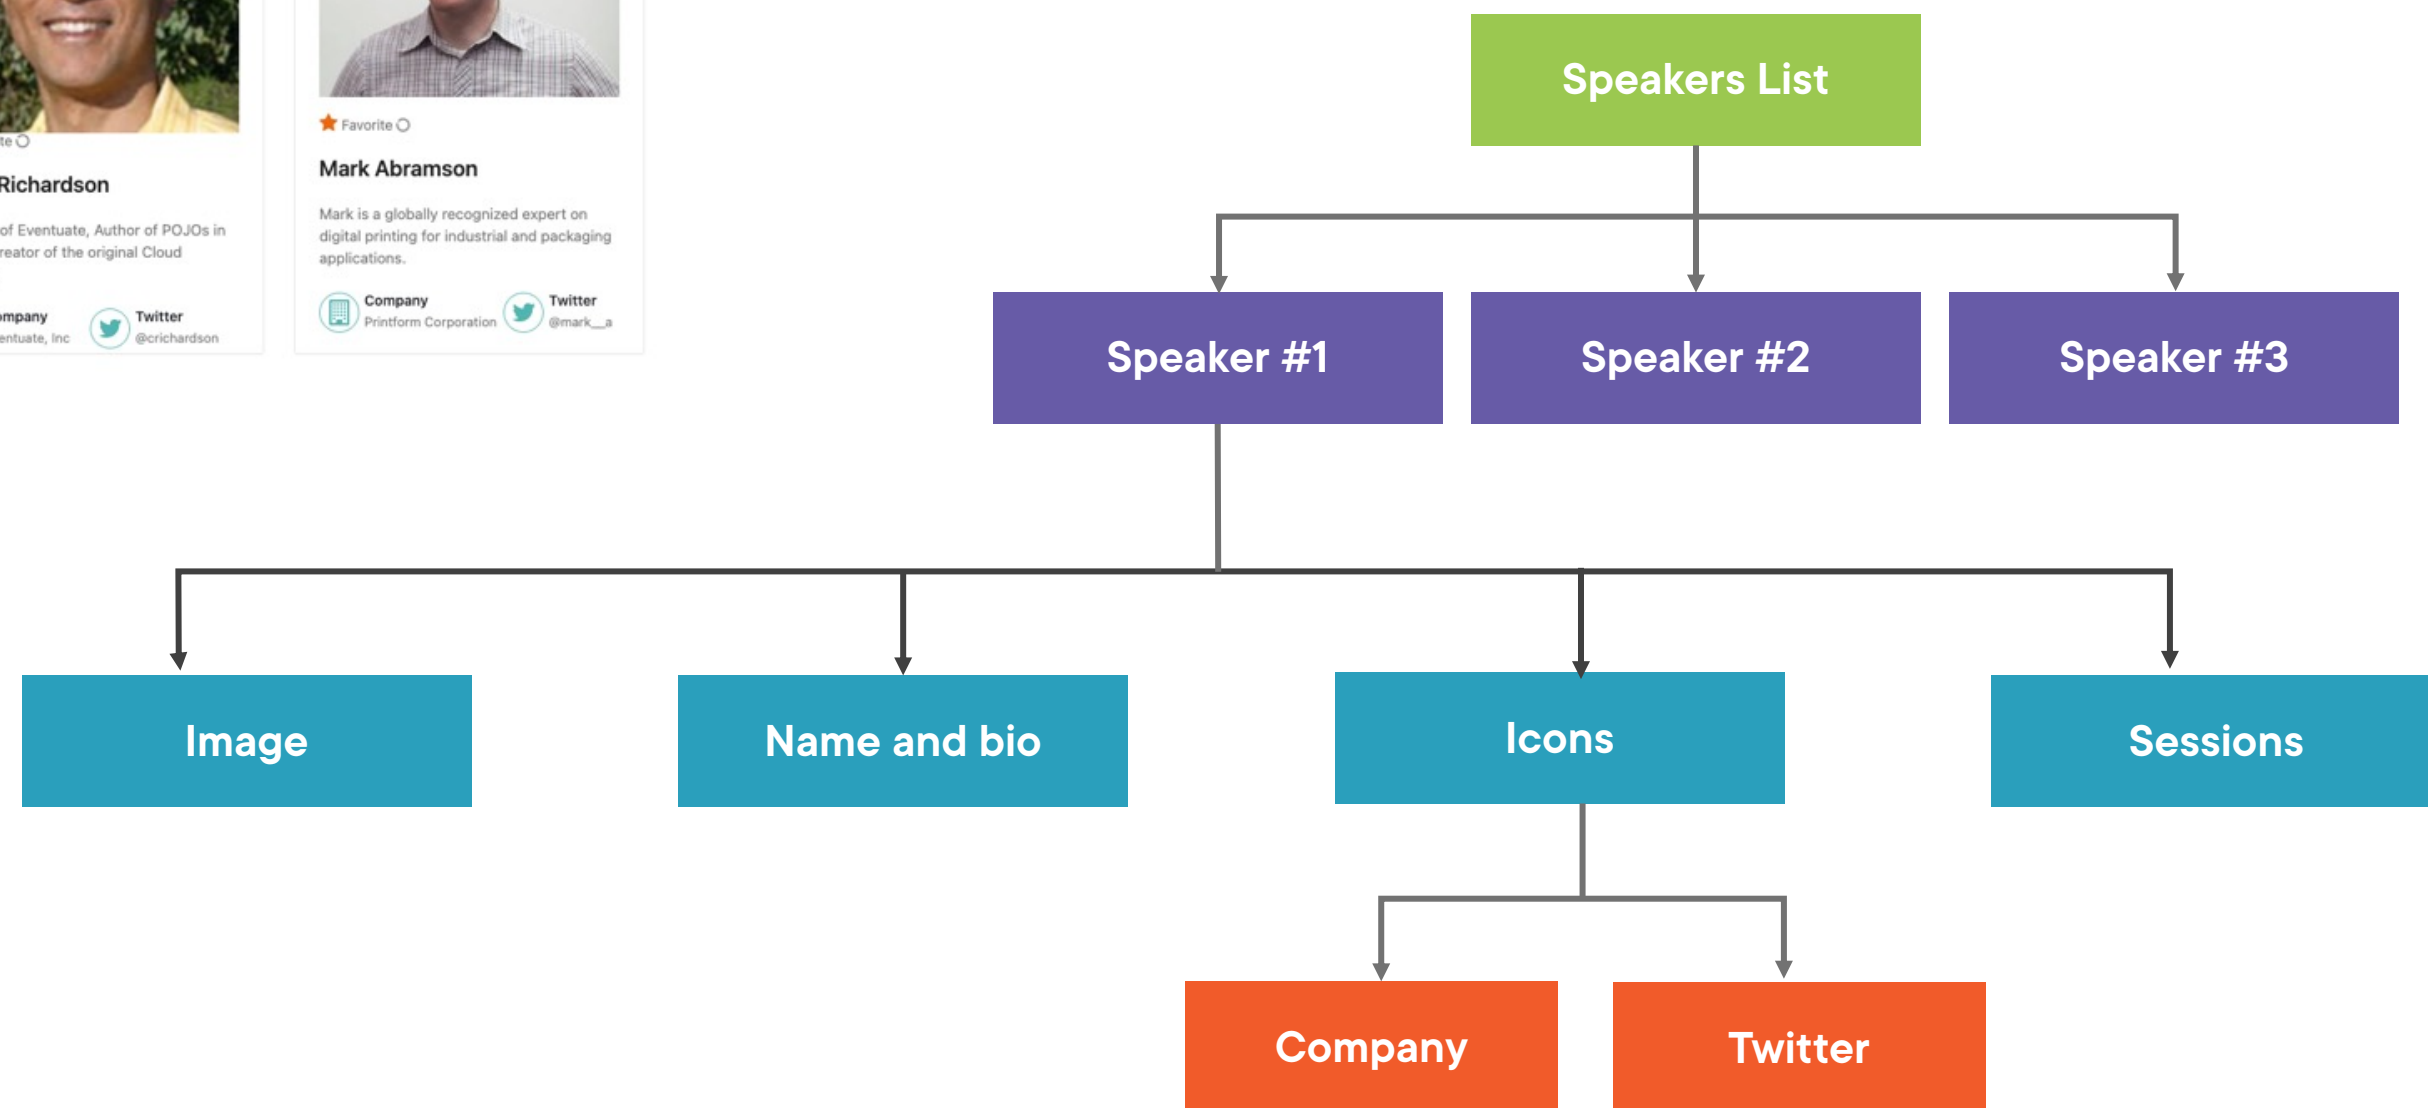 Favorite
Richardson
of Eventuate, Author of POJOs in
reator of the original Cloud
mpany
entuate, Inc
Twitter
@crichardson
Favorite
Mark Abramson
Mark is a globally recognized expert on
digital printing for industrial and packaging
applications.
Company
Printform Corporation
Twitter
@mark__a
Speakers List
Speaker #1
Speaker #2
Speaker #3
Image
Name and bio
Icons
Sessions
Company
Twitter